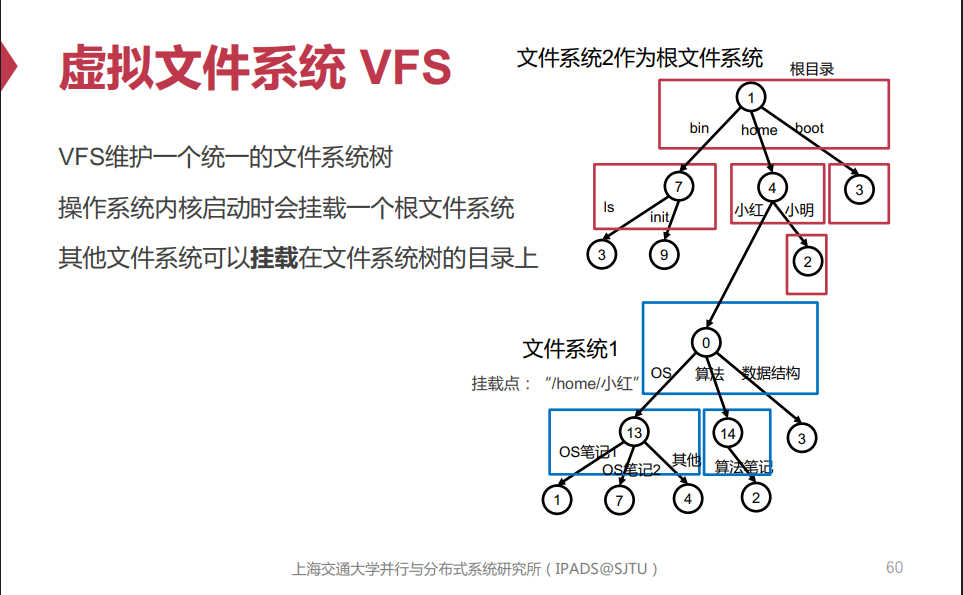 虚拟文件系统 VFS
VFS维护一个统一的文件系统树
操作系统内核启动时会挂载一个根文件系统
其他文件系统可以挂载在文件系统树的目录上
文件系统2作为根文件系统
根目录
1
bin
home
boot
7
4
3
ls
init
小红
小明
3
9
2
文件系统1
挂载点：“/home/小红”
0
OS
算法
数据结构
13
14
3
OS笔记1
OS笔记2
其他
算法笔记
1
7
4
2
上海交通大学并行与分布式系统研究所（IPADS@SJTU）
60